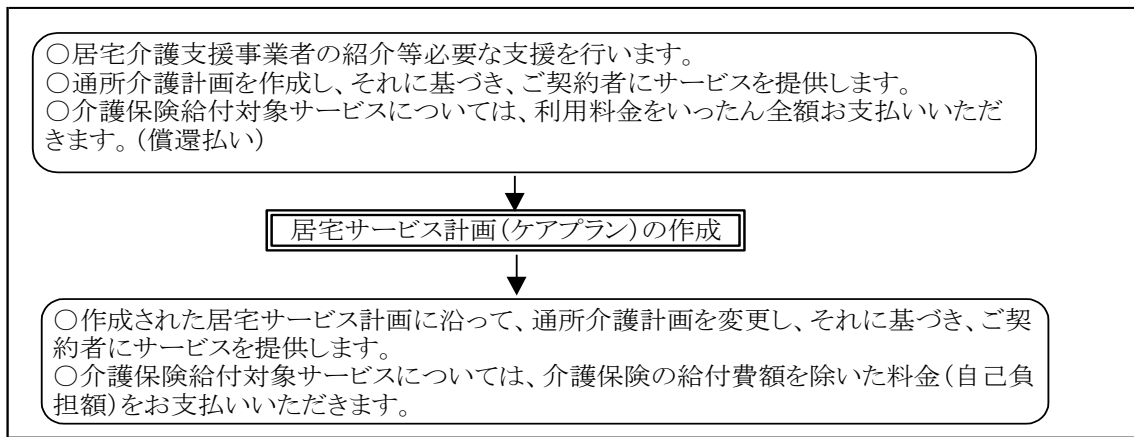 ○居宅介護支援事業者の紹介等必要な支援を行います。
○通所介護計画を作成し、それに基づき、ご契約者にサービスを提供します。
○介護保険給付対象サービスについては、利用料金をいったん全額お支払いいただ
きます。（償還払い）
居宅サービス計画（ケアプラン）の作成
○作成された居宅サービス計画に沿って、通所介護計画を変更し、それに基づき、ご契
約者にサービスを提供します。
○介護保険給付対象サービスについては、介護保険の給付費額を除いた料金（自己負
担額）をお支払いいただきます。